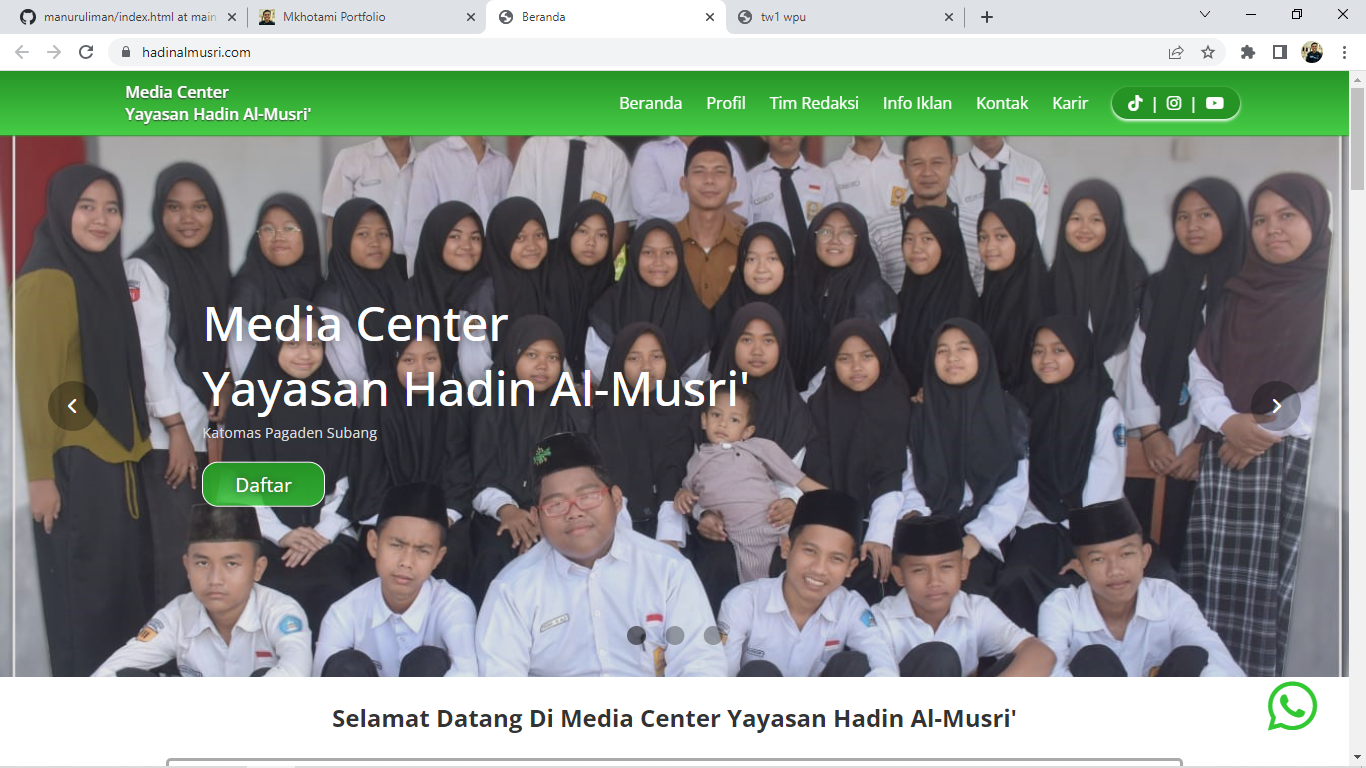 manuruliman/index.html at main
Mkhotami Portfolio
Beranda
tw1 wpu
hadinalmusri.com
Media Center
Yayasan Hadin Al-Musri'
Beranda
Profil
Tim Redaksi
Info Iklan
Kontak
Karir
|
|
Media Center
Yayasan Hadin Al-Musri'
Katomas Pagaden Subang
Daftar
Selamat Datang Di Media Center Yayasan Hadin Al-Musri'